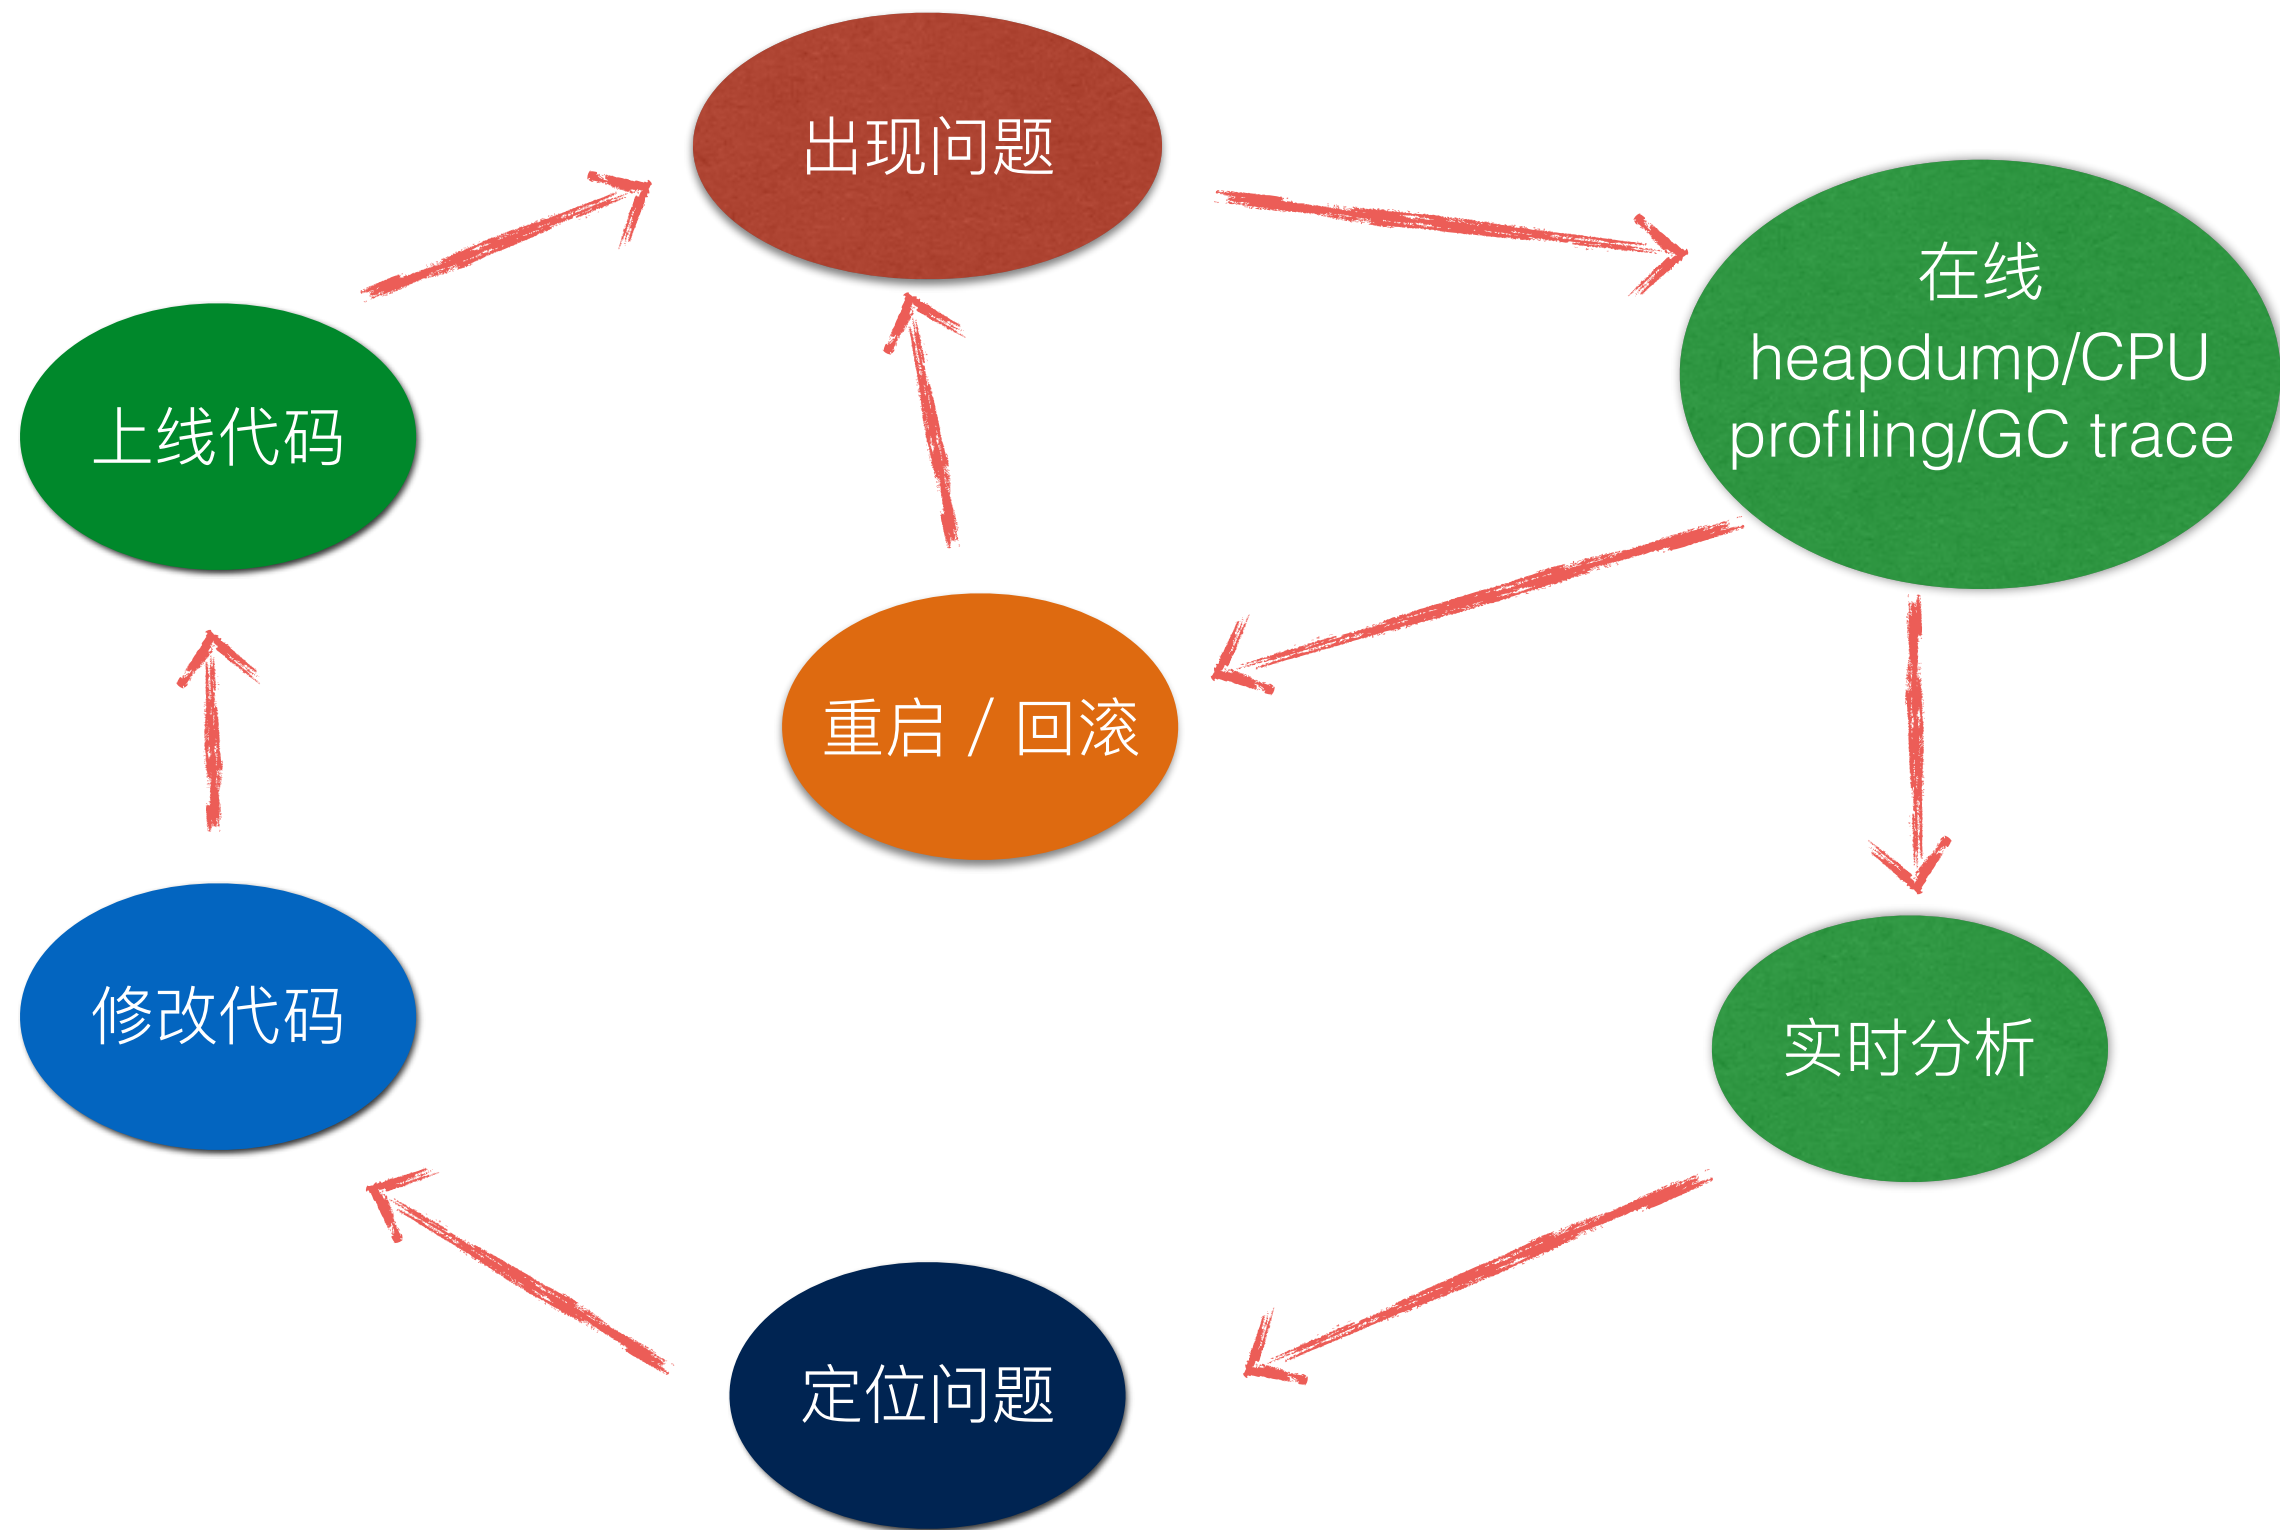 出现问题
在线
heapdump/CPU
profiling/GC trace
上线代码
重启 / 回滚
修改代码
实时分析
定位问题